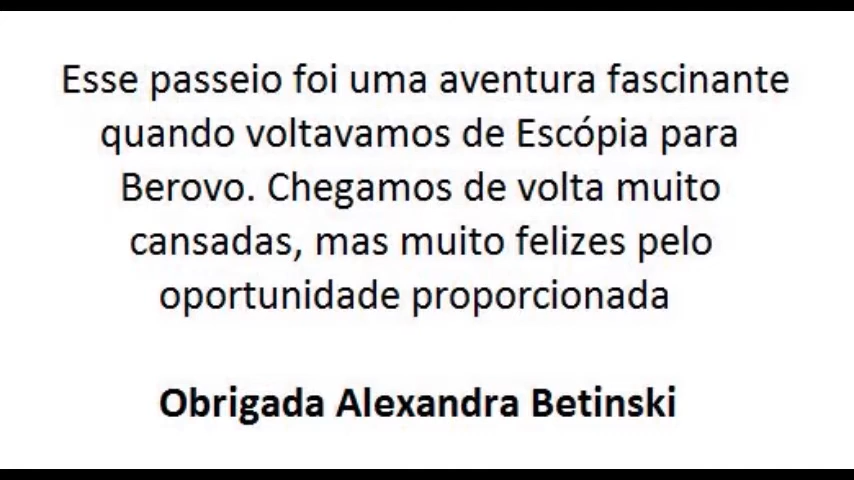 Esse passeio foi uma aventura fascinante
quando voltavamos de Escópia para
Berovo. Chegamos de volta muito
cansadas, mas muito felizes pelo
oportunidade proporcionada
Obrigada Alexandra Betinski